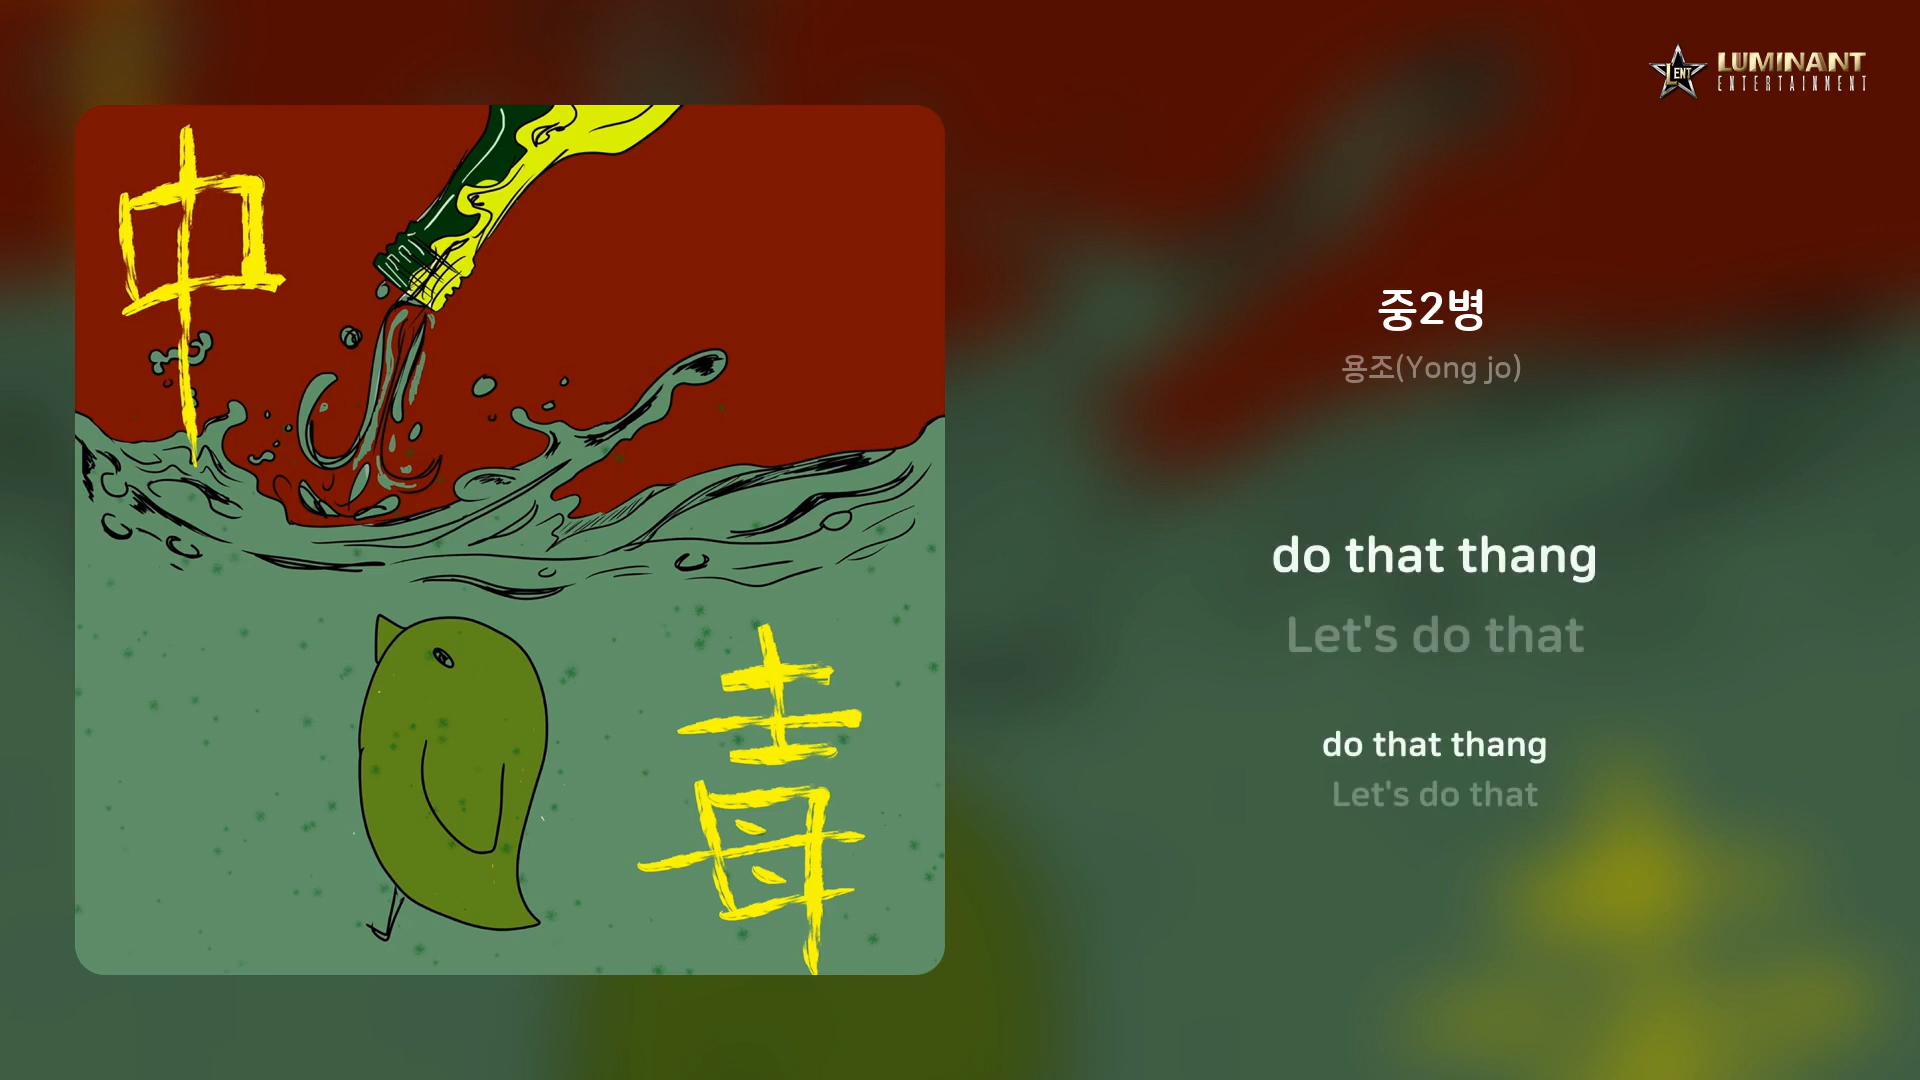 中
毒
LENT
LUMINANT
ENTERTAINMENT
중2병
용조(Yong jo)
do that thang
Let's do that
do that thang
Let's do that